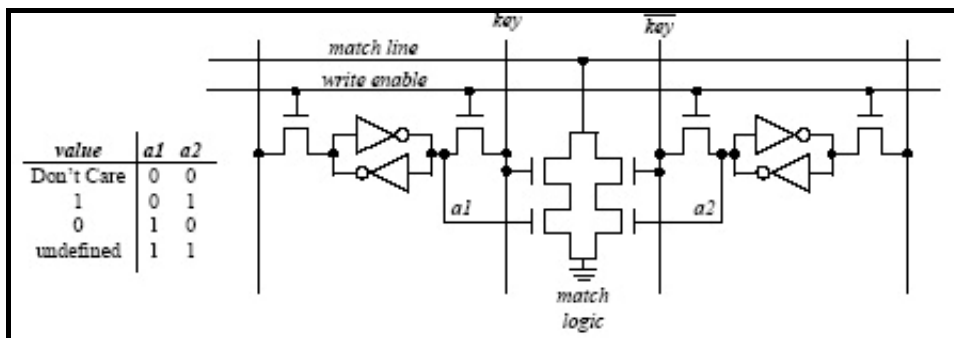 key
key
match line
write enable
value a1 a2
Don't Care 0 0
1 0 1
0 1 0
undefined 1 1
a1
a2
match
logic